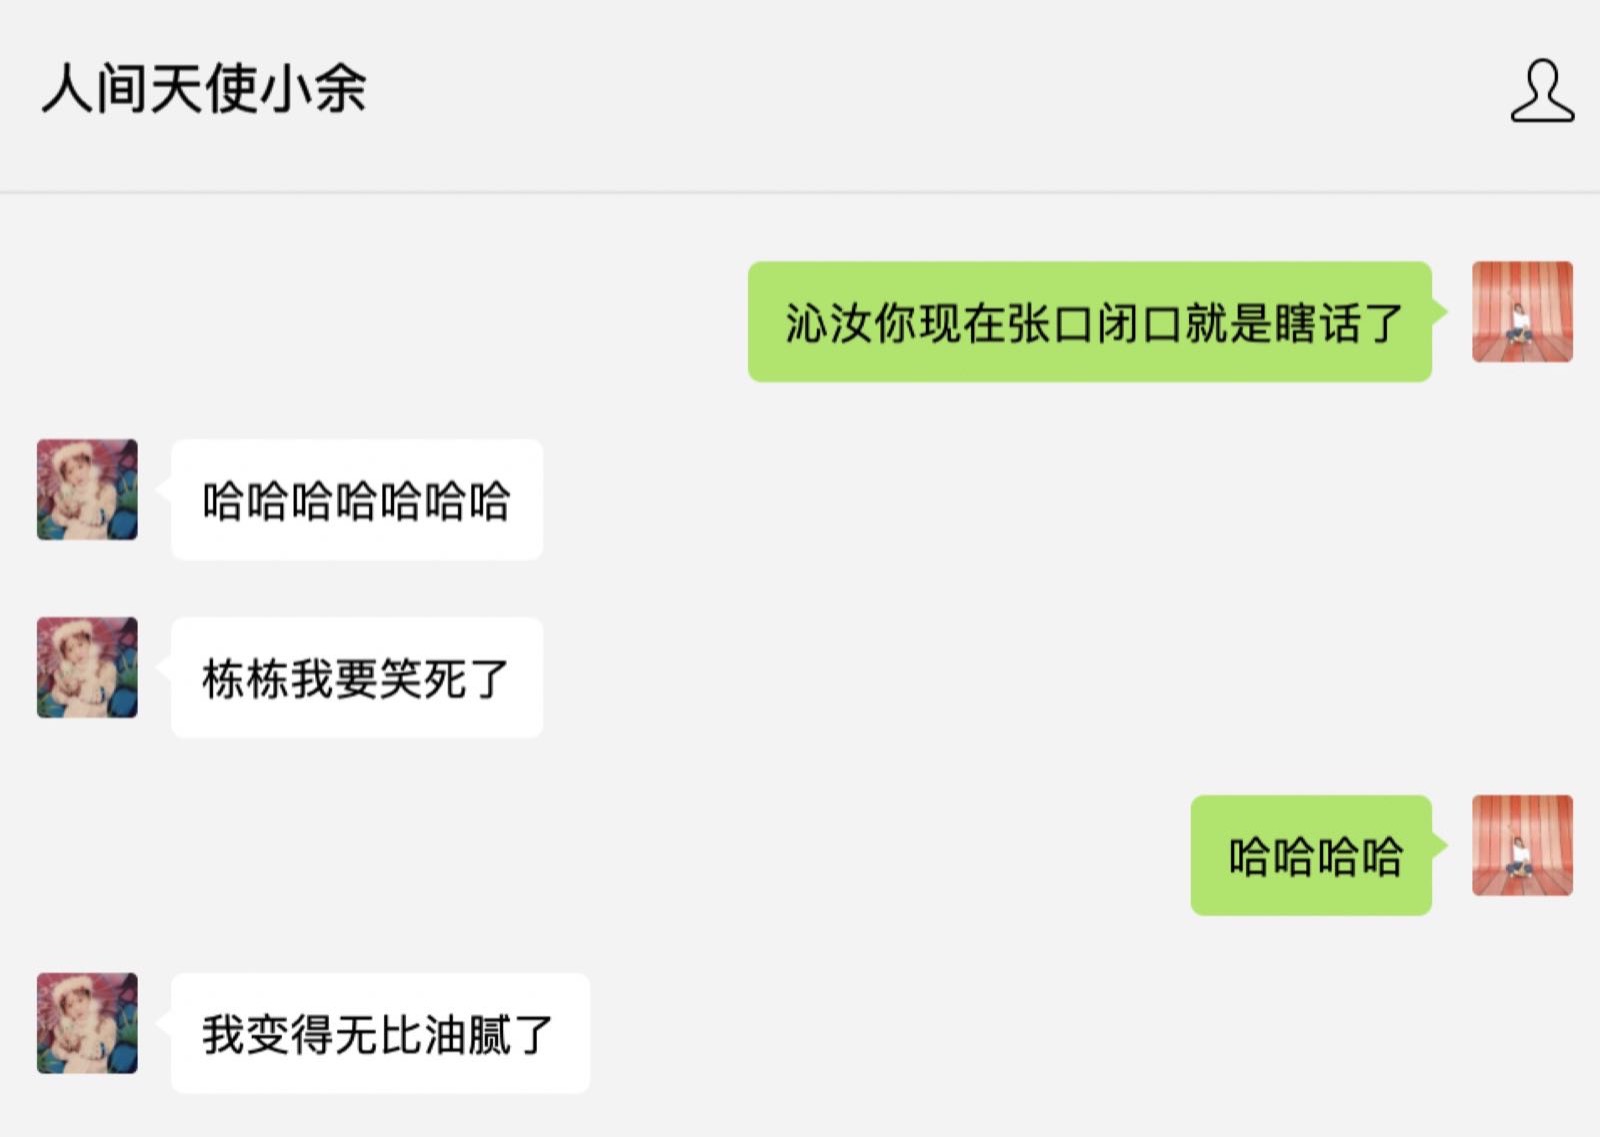 人间天使小余
沁汝你现在张口闭口就是瞎话了
哈哈哈哈哈哈哈
栋栋我要笑死了
哈哈哈哈
我变得无比油腻了